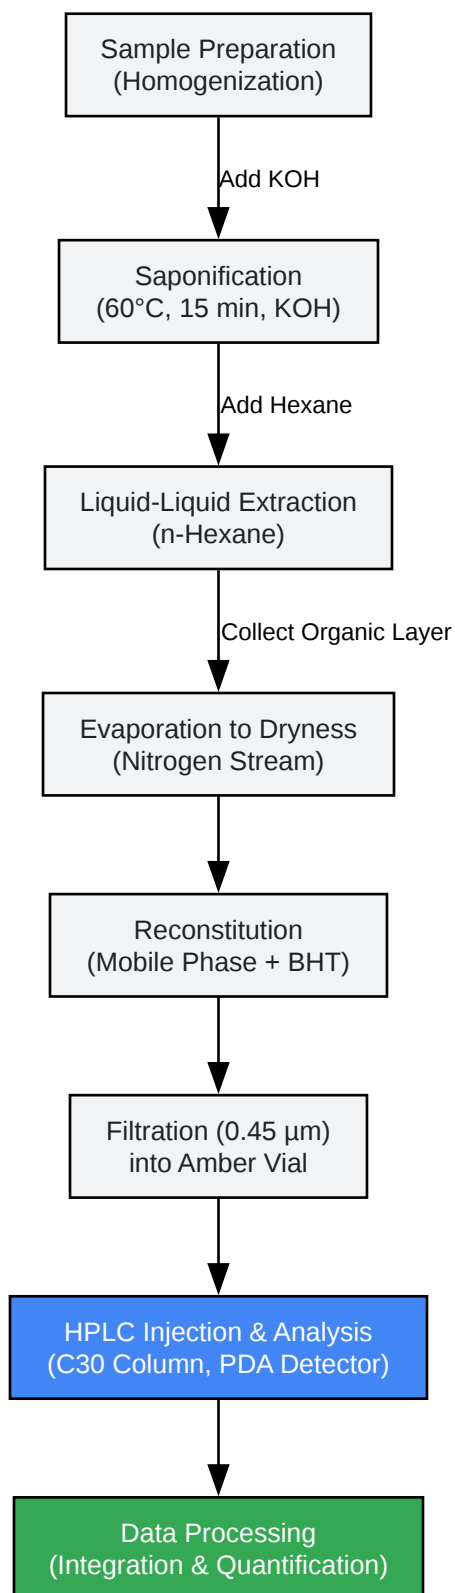 Sample Preparation
(Homogenization)
Add KOH
Saponification
(60°C, 15 min, KOH)
Add Hexane
Liquid-Liquid Extraction
(n-Hexane)
Collect Organic Layer
Evaporation to Dryness
(Nitrogen Stream)
Reconstitution
(Mobile Phase + BHT)
Filtration (0.45 µm)
into Amber Vial
HPLC Injection & Analysis
(C30 Column, PDA Detector)
Data Processing
(Integration & Quantification)